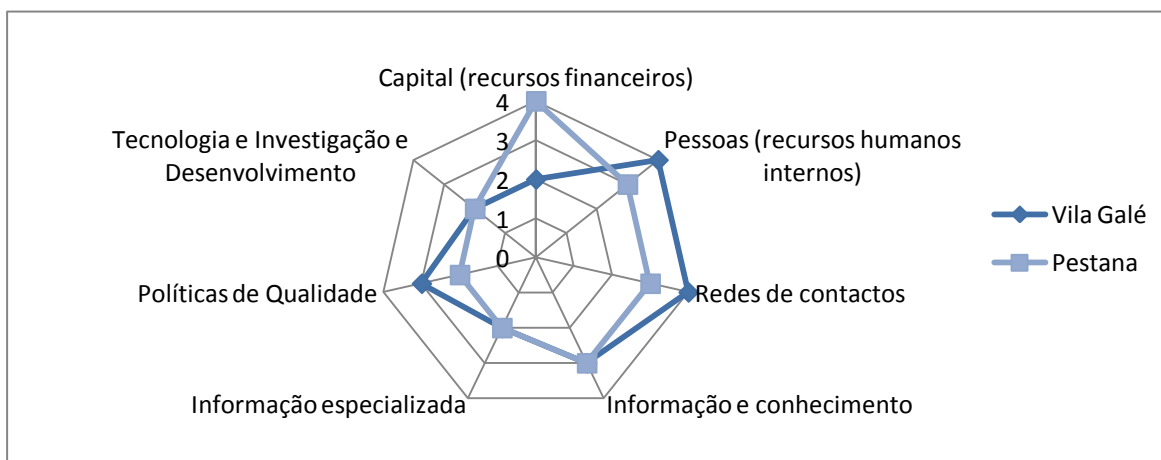 Capital (recursos financeiros)
4
3
2
1
0
Pessoas (recursos humanos
internos)
Redes de contactos
Informação e conhecimento
Informação especializada
Políticas de Qualidade
Tecnologia e Investigação e
Desenvolvimento
Vila Galé
Pestana